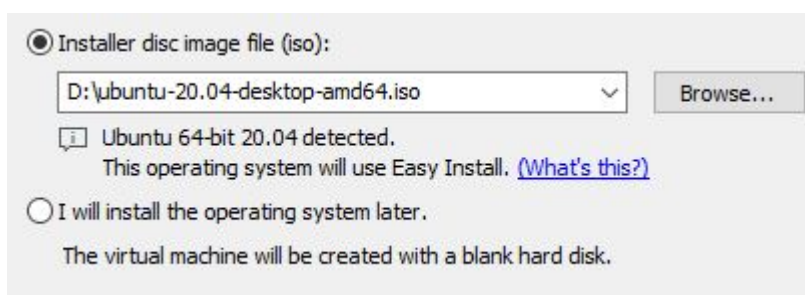 Installer disc image file (iso):
D:\ubuntu-20.04-desktop-amd64.iso
Browse...
Ubuntu 64-bit 20.04 detected.
This operating system will use Easy Install. (What's this?)
I will install the operating system later.
The virtual machine will be created with a blank hard disk.